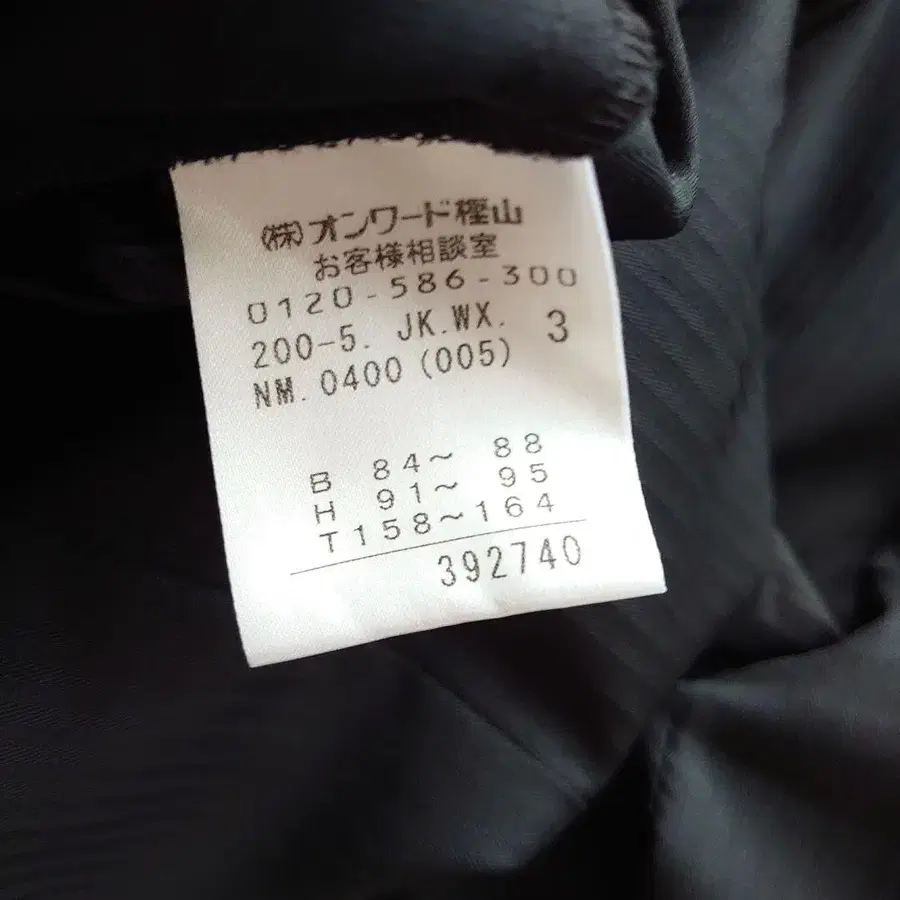 (株)オンワード樫山
お客様相談室
0120-586-300
200-5. JK.WX. 3
NM. 0400 (005)
B 84～ 88
H 91～ 95
T158～164
392740